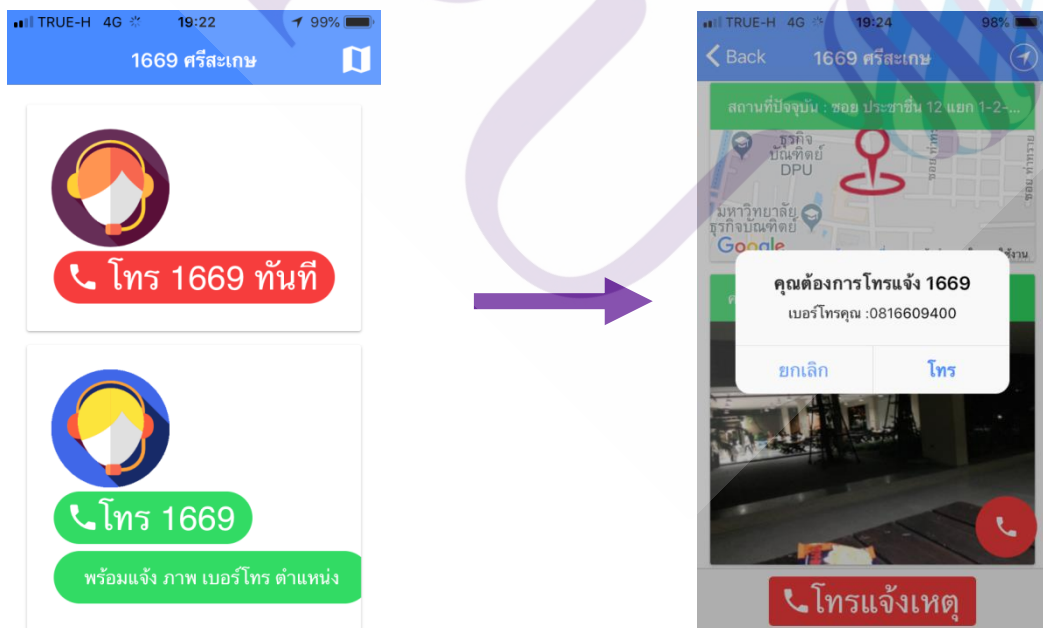 TRUE-H 4G 19:22 99%
1669 ศรีสะเกษ
โทร 1669 ทันที
โทร 1669
พร้อมแจ้ง ภาพ เบอร์โทร ตำแหน่ง
TRUE-H 4G 19:24 98%
Back 1669 ศรีสะเกษ
สถานที่ปัจจุบัน : ซอย ประชาชื่น 12 แยก 1-2-...
ธุรกิจ
บัณฑิตย์
DPU
มหาวิทยาลัย
ธุรกิจบัณฑิตย์
Google
คุณต้องการโทรแจ้ง 1669
เบอร์โทรคุณ :0816609400
ยกเลิก โทร
โทรแจ้งเหตุ